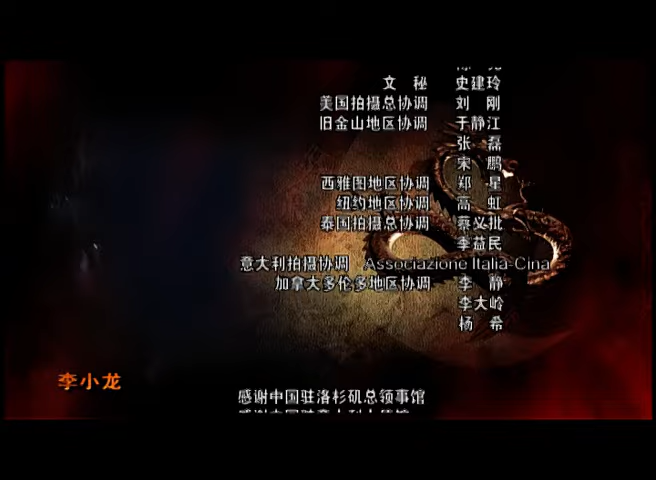 文 秘 史建玲
美国拍摄总协调 刘 刚
旧金山地区协调 于静江
张 磊
宋 鹏
西雅图地区协调 郑 星
纽约地区协调 高 虹
泰国拍摄总协调 蔡义批
李益民
意大利拍摄协调 Associazione Italia-Cina
加拿大多伦多地区协调 李 静
李大岭
杨 希
李小龙
感谢中国驻洛杉矶总领事馆